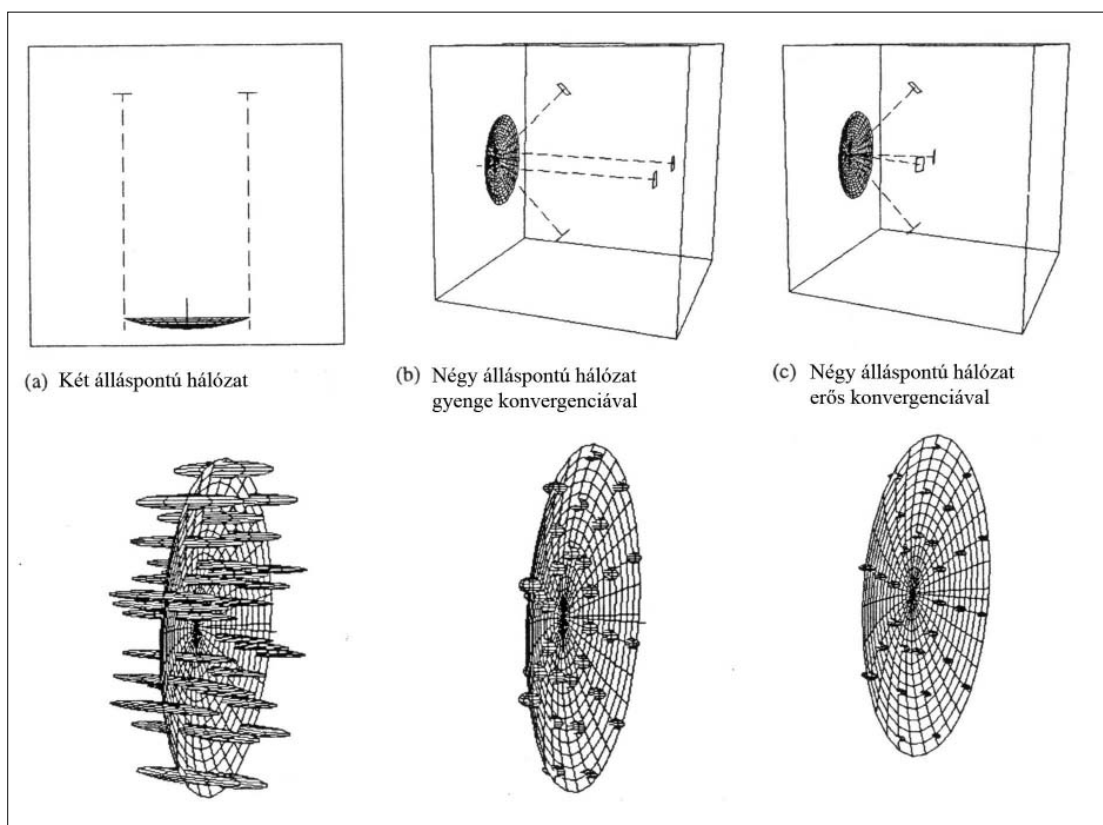 (a) Két álláspontú hálózat
(b) Négy álláspontú hálózat
gyenge konvergenciával
(c) Négy álláspontú hálózat
erős konvergenciával